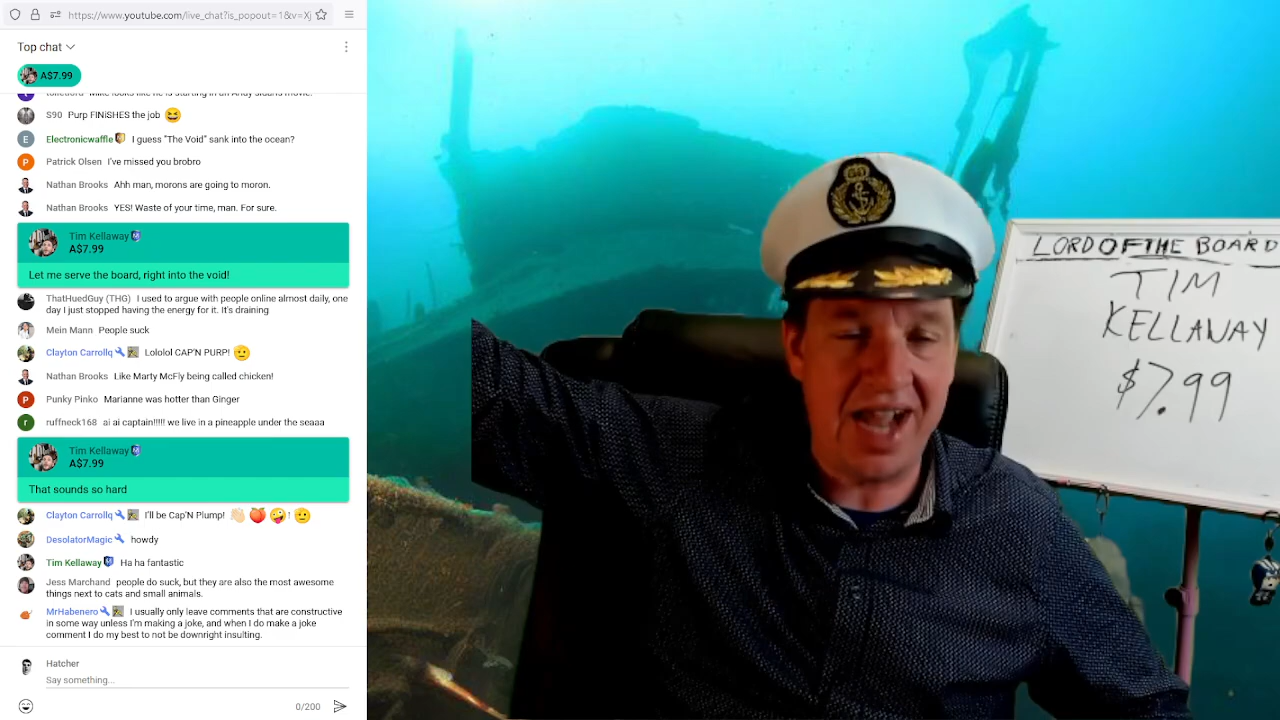 https://www.youtube.com/live_chat?is_popout=1&v=Xj
Top chat
A$7.99
S90 Purp FINiSHES the job
Electronicwaffle I guess "The Void" sank into the ocean?
Patrick Olsen I've missed you brobro
Nathan Brooks Ahh man, morons are going to moron.
Nathan Brooks YES! Waste of your time, man. For sure.
Tim Kellaway
A$7.99
Let me serve the board, right into the void!
ThatHuedGuy (THG) I used to argue with people online almost daily, one
day I just stopped having the energy for it. It's draining
Mein Mann People suck
Clayton Carrollq Lololol CAP'N PURP!
Nathan Brooks Like Marty McFly being called chicken!
Punky Pinko Marianne was hotter than Ginger
ruffneck168 ai ai captain!!!!! we live in a pineapple under the seaaa
Tim Kellaway
A$7.99
That sounds so hard
Clayton Carrollq I'll be Cap'N Plump!
DesolatorMagic howdy
Tim Kellaway Ha ha fantastic
Jess Marchand people do suck, but they are also the most awesome
things next to cats and small animals.
MrHabenero I usually only leave comments that are constructive
in some way unless I'm making a joke, and when I do make a joke
comment I do my best to not be downright insulting.
Hatcher
Say something...
0/200
LORD OF THE BOARD
TIM
KELLAWAY
$7.99